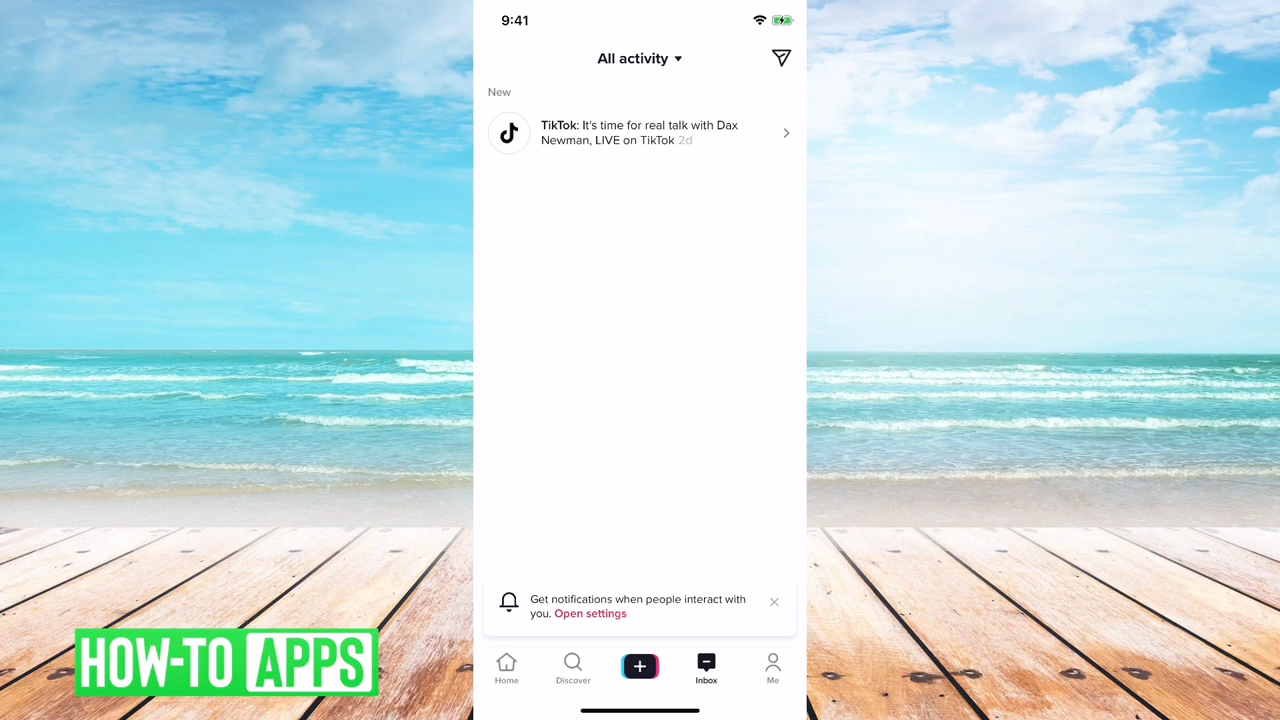 9:41
All activity
New
TikTok: It's time for real talk with Dax
Newman, LIVE on TikTok 2d
Get notifications when people interact with
you. Open settings
HOW-TO APPS
Home
Discover
Inbox
Me